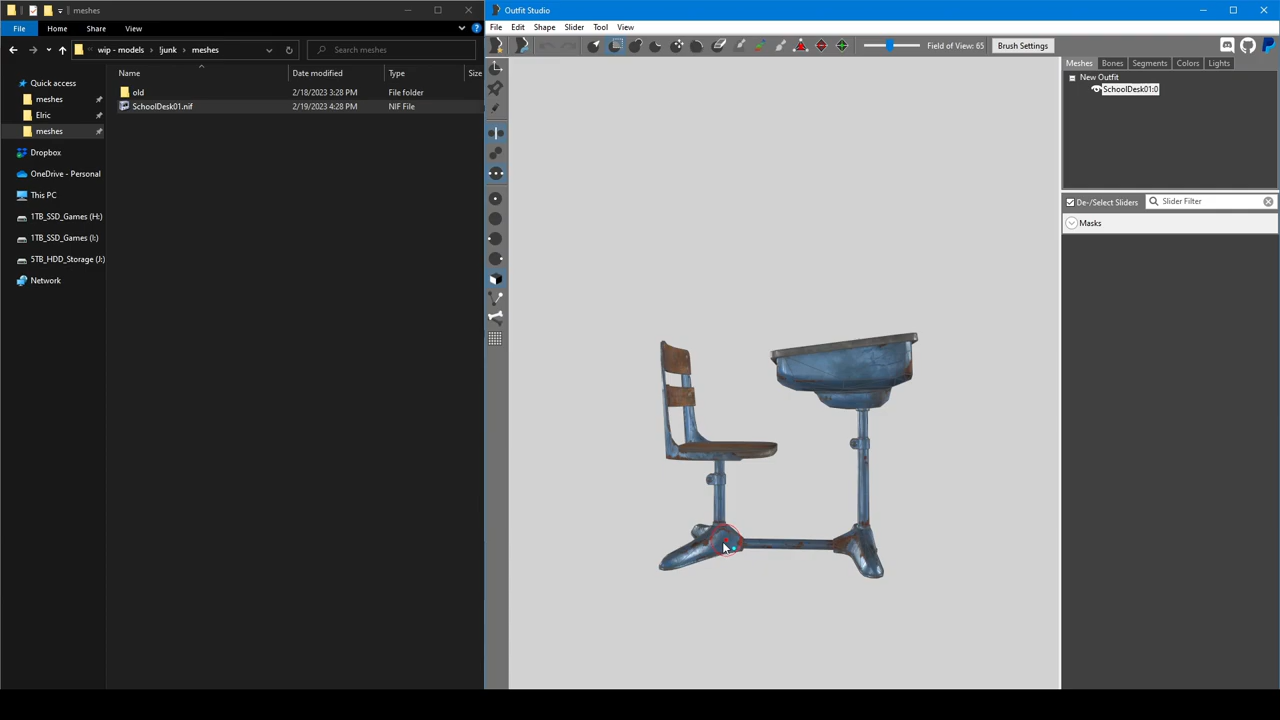 meshes
File Home Share View
wip - models !junk meshes Search meshes
Name Date modified Type Size
Quick access
meshes
Elric
meshes
Dropbox
OneDrive - Personal
This PC
1TB_SSD_Games (H:)
1TB_SSD_Games (I:)
5TB_HDD_Storage (J:)
Network
old 2/18/2023 3:28 PM File folder
SchoolDesk01.nif 2/19/2023 4:28 PM NIF File
Outfit Studio
File Edit Shape Slider Tool View
Field of View: 65 Brush Settings
Meshes Bones Segments Colors Lights
New Outfit
SchoolDesk01:0
De-/Select Sliders Slider Filter
Masks